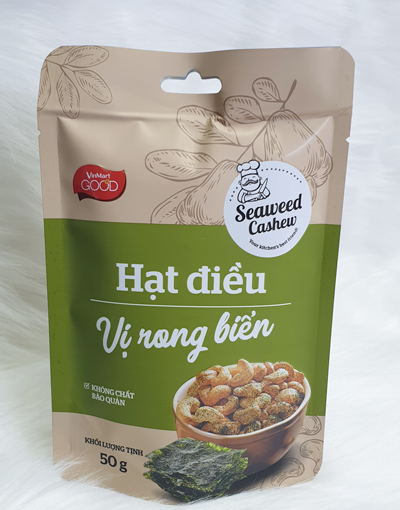 VinMart
GOOD
Seaweed
Cashew
Your kitchen's best friend!
Hạt điều
Vị rong biển
KHÔNG CHẤT
BẢO QUẢN
KHỐI LƯỢNG TỊNH
50 g